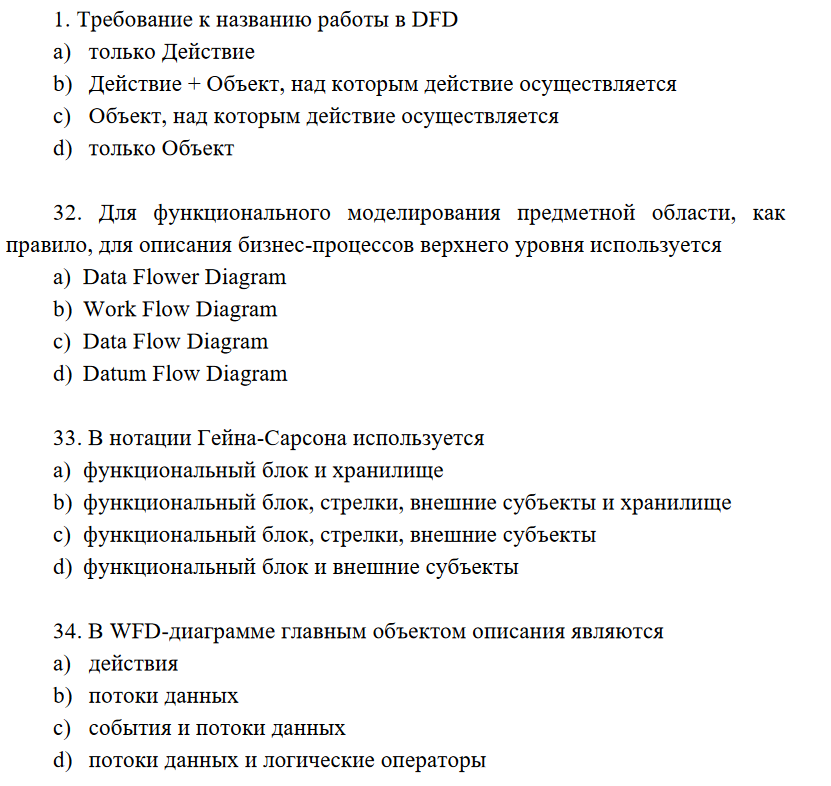 1. Требование к названию работы в DFD
a) только Действие
b) Действие + Объект, над которым действие осуществляется
c) Объект, над которым действие осуществляется
d) только Объект
32. Для функционального моделирования предметной области, как
правило, для описания бизнес-процессов верхнего уровня используется
a) Data Flower Diagram
b) Work Flow Diagram
c) Data Flow Diagram
d) Datum Flow Diagram
33. В нотации Гейна-Сарсона используется
a) функциональный блок и хранилище
b) функциональный блок, стрелки, внешние субъекты и хранилище
c) функциональный блок, стрелки, внешние субъекты
d) функциональный блок и внешние субъекты
34. В WFD-диаграмме главным объектом описания являются
a) действия
b) потоки данных
c) события и потоки данных
d) потоки данных и логические операторы